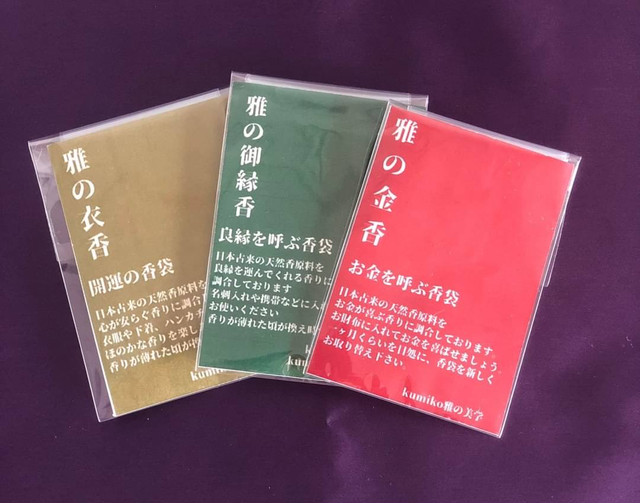 雅の衣香
開運の香袋
日本古来の天然香原料を
心が安らぐ香りに調合
衣服や下着、ハンカチ
ほのかな香りを楽し
香りが薄れた頃が
kumi
雅の御縁香
良縁を呼ぶ香袋
日本古来の天然香原料を
良縁を運んでくれる香りに
調合しております
名刺入れや携帯などに入れ
お使いください
香りが薄れた頃が換え時
k
kumiko
雅の金香
お金を呼ぶ香袋
日本古来の天然香原料を
お金が喜ぶ香りに調合しております
お財布に入れてお金を喜ばせましょう
一ヶ月くらいを目処に、香袋を新しく
お取り替え下さい
kumiko雅の美学